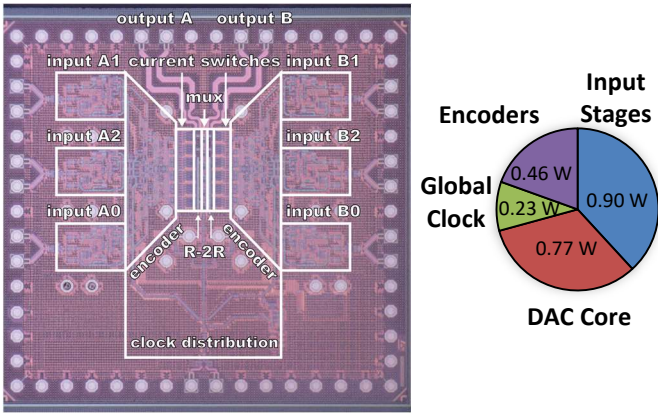 output A output B
input A1 current switches input B1
mux
input A2 input B2
input A0 input B0
encoder R-2R encoder
clock distribution
Encoders Input
Stages
0.46 W 0.90 W
Global
Clock 0.23 W
0.77 W
DAC Core